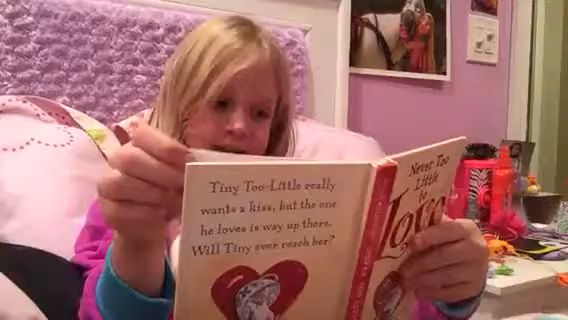 Tiny Too-Little really
wants a kiss, but the one
he loves is way up there.
Will Tiny ever reach her?
Never Too
Little
to
Love